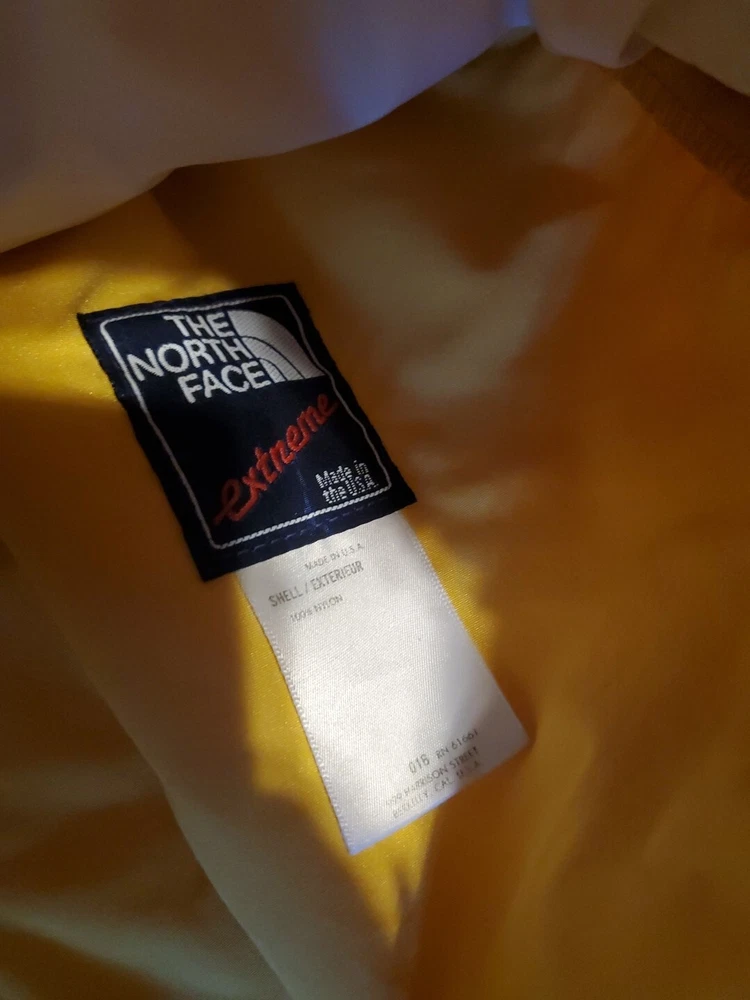 THE
NORTH
FACE
extreme
Made in
the U.S.A.
MADE IN U.S.A.
SHELL / EXTERIEUR
100% NYLON
01B RN 61661
999 HARRISON STREET
BERKELEY, CAL. U.S.A.